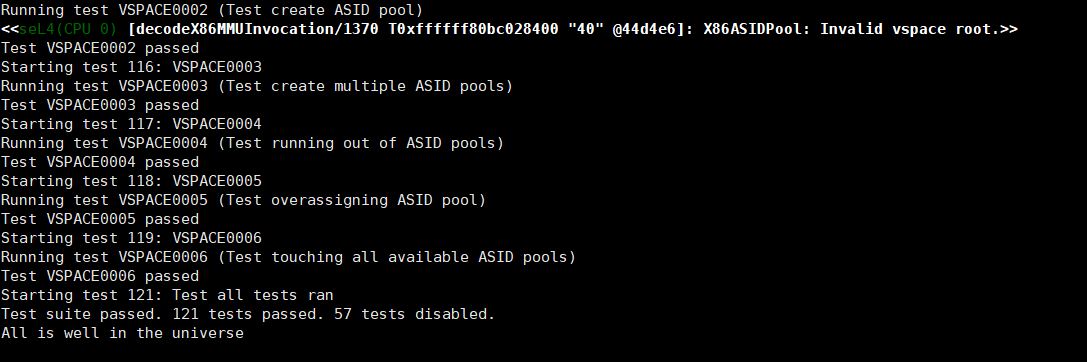 Running test VSPACE0002 (Test create ASID pool)
<<seL4(CPU 0) [decodeX86MMUInvocation/1370 T0xffffff80bc028400 "40" @44d4e6]: X86ASIDPool: Invalid vspace root.>>
Test VSPACE0002 passed
Starting test 116: VSPACE0003
Running test VSPACE0003 (Test create multiple ASID pools)
Test VSPACE0003 passed
Starting test 117: VSPACE0004
Running test VSPACE0004 (Test running out of ASID pools)
Test VSPACE0004 passed
Starting test 118: VSPACE0005
Running test VSPACE0005 (Test overassigning ASID pool)
Test VSPACE0005 passed
Starting test 119: VSPACE0006
Running test VSPACE0006 (Test touching all available ASID pools)
Test VSPACE0006 passed
Starting test 121: Test all tests ran
Test suite passed. 121 tests passed. 57 tests disabled.
All is well in the universe